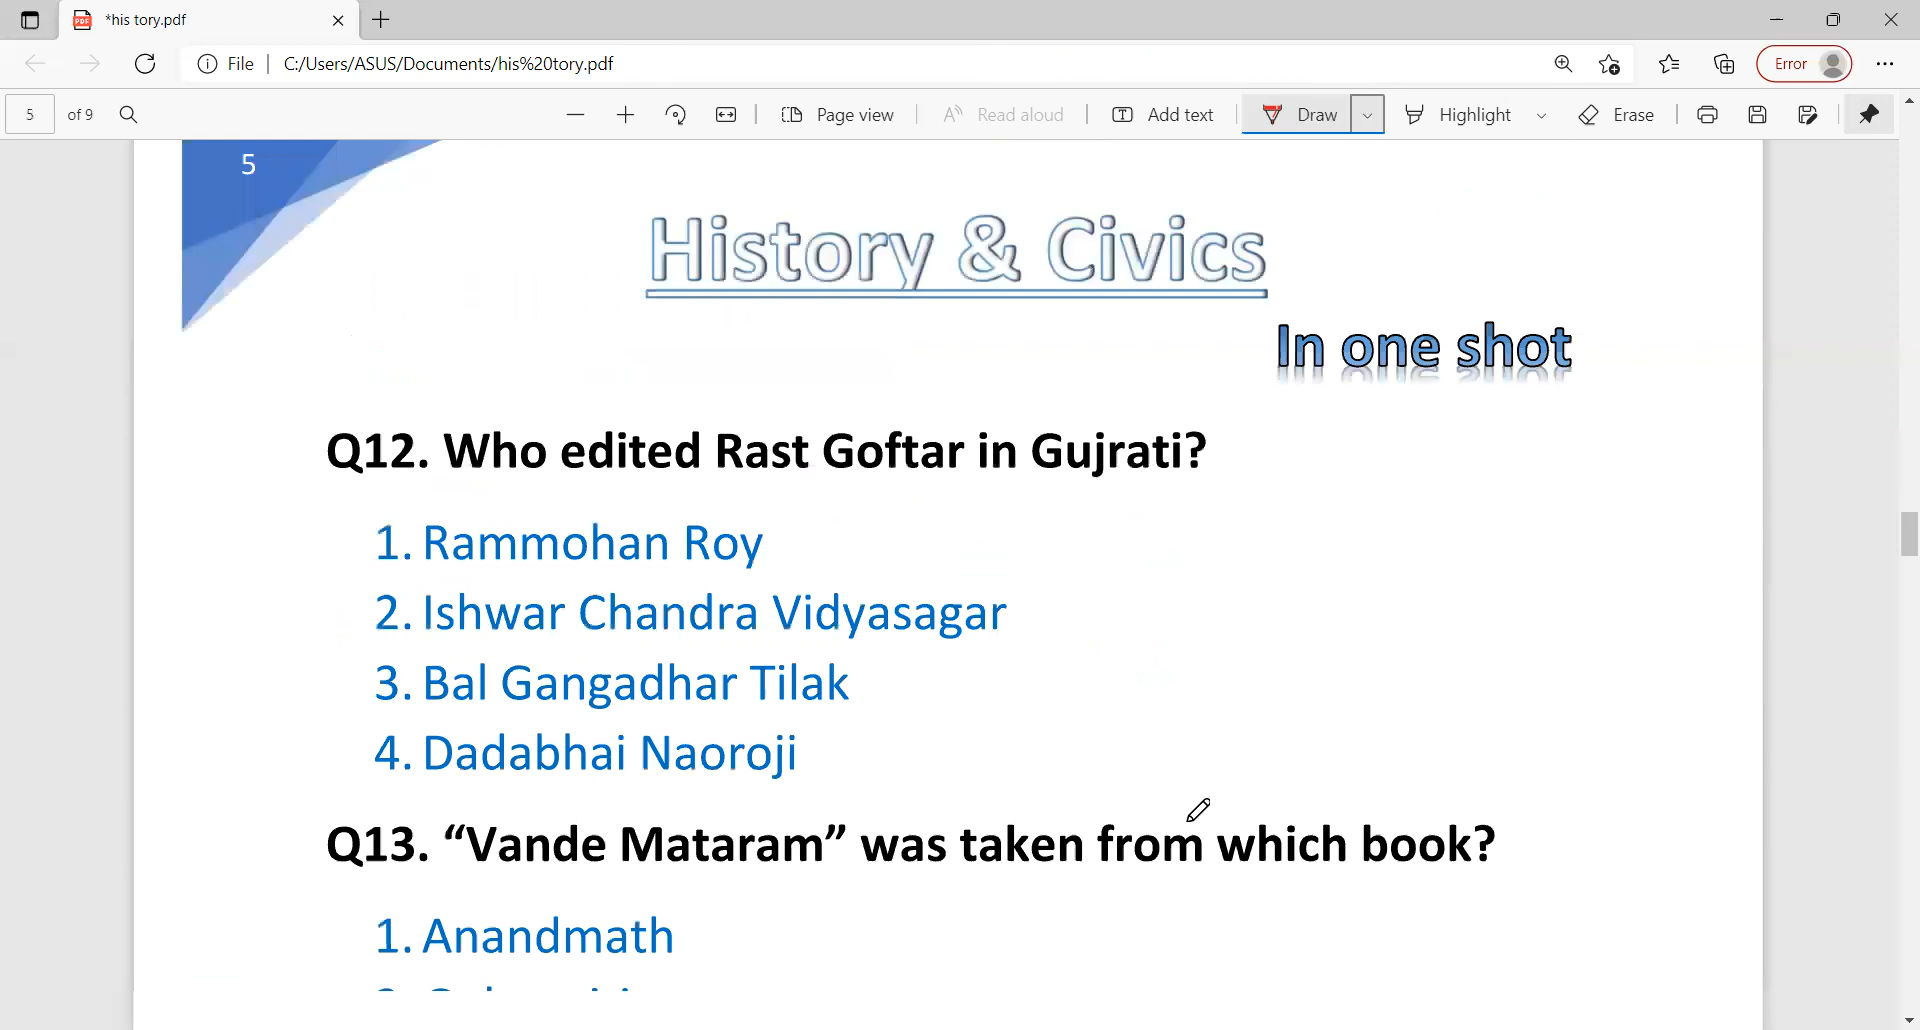 *his tory.pdf
File C:/Users/ASUS/Documents/his%20tory.pdf Error
5 of 9 Page view Read aloud Add text Draw Highlight Erase
5
History & Civics
In one shot
Q12. Who edited Rast Goftar in Gujrati?
1. Rammohan Roy
2. Ishwar Chandra Vidyasagar
3. Bal Gangadhar Tilak
4. Dadabhai Naoroji
Q13. “Vande Mataram” was taken from which book?
1. Anandmath